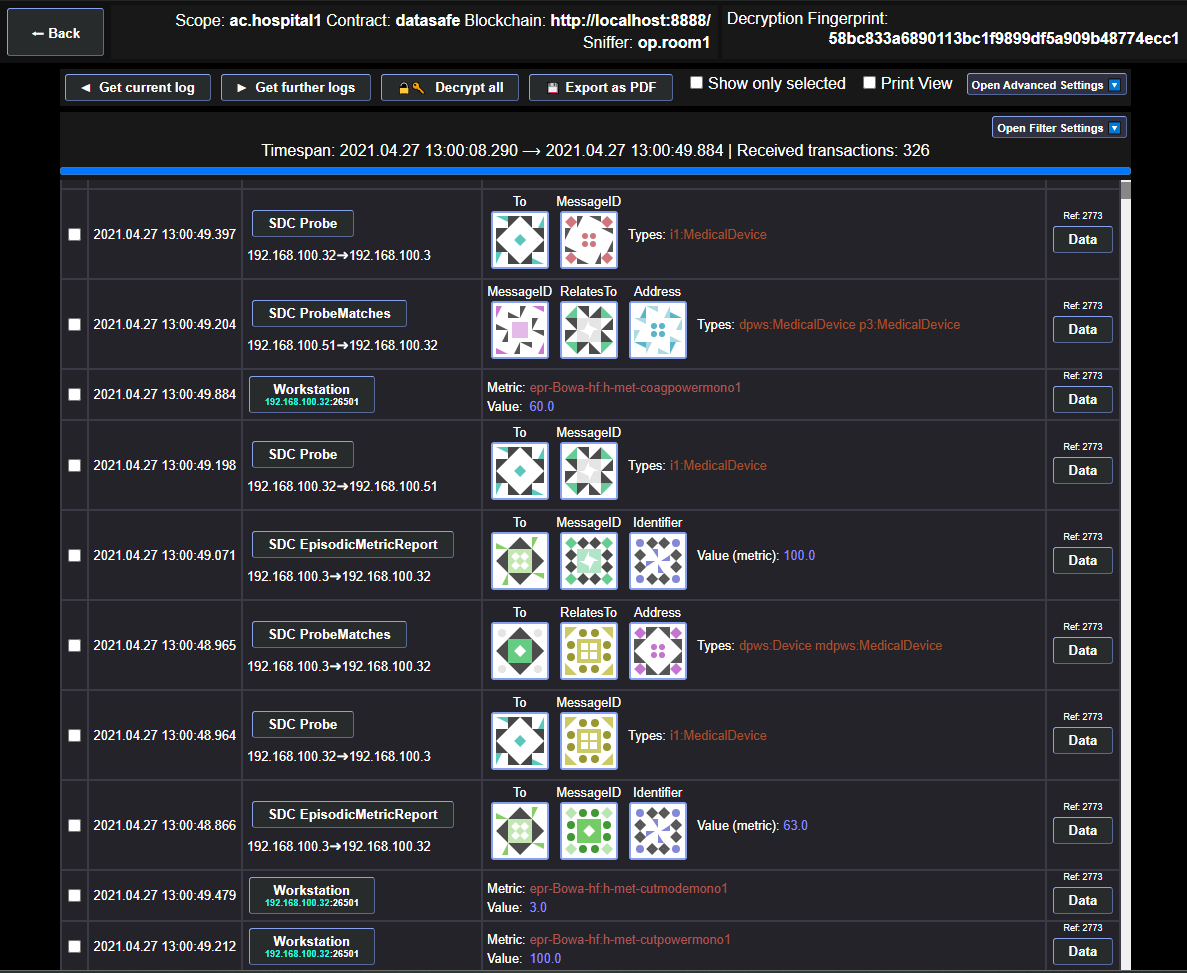 ← Back
Scope: ac.hospital1 Contract: datasafe Blockchain: http://localhost:8888/
Sniffer: op.room1
Decryption Fingerprint:
58bc833a6890113bc1f9899df5a909b48774ecc1
◄ Get current log
► Get further logs
Decrypt all
Export as PDF
Show only selected
Print View
Open Advanced Settings
Open Filter Settings
Timespan: 2021.04.27 13:00:08.290 → 2021.04.27 13:00:49.884 | Received transactions: 326
2021.04.27 13:00:49.397
SDC Probe
192.168.100.32➔192.168.100.3
To MessageID
Types: i1:MedicalDevice
Ref: 2773
Data
2021.04.27 13:00:49.204
SDC ProbeMatches
192.168.100.51➔192.168.100.32
MessageID RelatesTo Address
Types: dpws:MedicalDevice p3:MedicalDevice
Ref: 2773
Data
2021.04.27 13:00:49.884
Workstation
192.168.100.32:26501
Metric: epr-Bowa-hf.h-met-coagpowermono1
Value: 60.0
Ref: 2773
Data
2021.04.27 13:00:49.198
SDC Probe
192.168.100.32➔192.168.100.51
To MessageID
Types: i1:MedicalDevice
Ref: 2773
Data
2021.04.27 13:00:49.071
SDC EpisodicMetricReport
192.168.100.3➔192.168.100.32
To MessageID Identifier
Value (metric): 100.0
Ref: 2773
Data
2021.04.27 13:00:48.965
SDC ProbeMatches
192.168.100.3➔192.168.100.32
To RelatesTo Address
Types: dpws:Device mdpws:MedicalDevice
Ref: 2773
Data
2021.04.27 13:00:48.964
SDC Probe
192.168.100.32➔192.168.100.3
To MessageID
Types: i1:MedicalDevice
Ref: 2773
Data
2021.04.27 13:00:48.866
SDC EpisodicMetricReport
192.168.100.3➔192.168.100.32
To MessageID Identifier
Value (metric): 63.0
Ref: 2773
Data
2021.04.27 13:00:49.479
Workstation
192.168.100.32:26501
Metric: epr-Bowa-hf.h-met-cutmodemono1
Value: 3.0
Ref: 2773
Data
2021.04.27 13:00:49.212
Workstation
192.168.100.32:26501
Metric: epr-Bowa-hf.h-met-cutpowermono1
Value: 100.0
Ref: 2773
Data